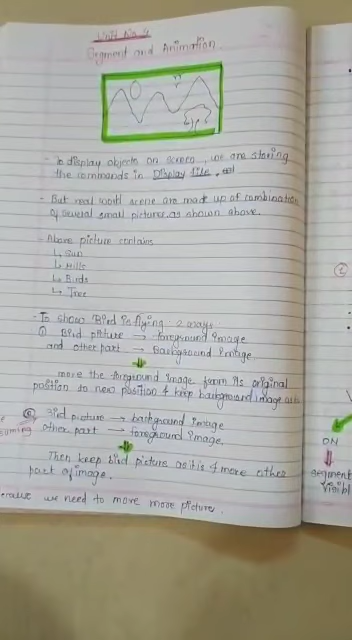 Unit No. 4
Segment and Animation.
- To display objects on screen, we are storing
the commands in Display file.
- But real world scene are made up of combination
of several small pictures as shown above.
- Above picture contains
↳ Sun
↳ Hills
↳ Birds
↳ Tree
- To show Bird is flying: 2 ways
① Bird picture → foreground image
and other part → Background image
move the foreground image from its original
position to new position & keep background image as it is
② Bird picture → background image
other part → foreground image
Then keep bird picture as it is & move other
part of image.
we need to move more picture.
②
ON
segment
visibl